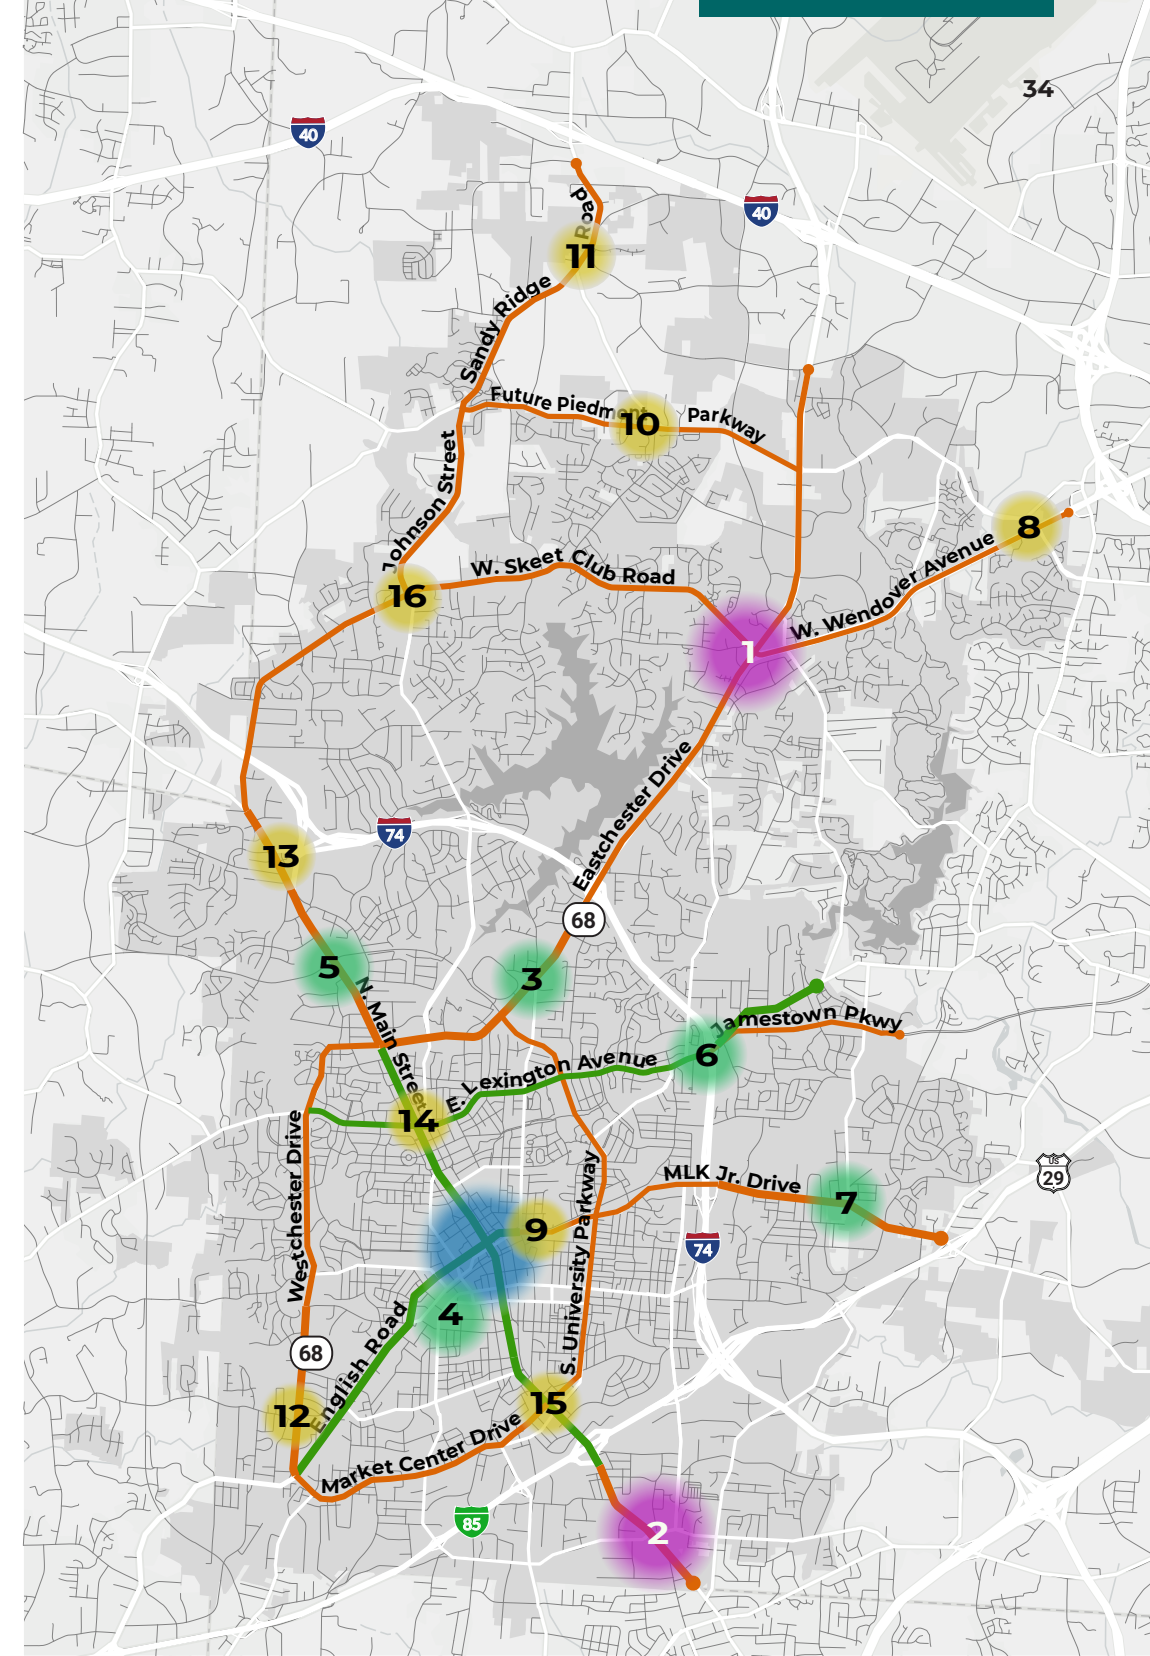 34
40
40
Road
11
Sandy Ridge
Future Piedmont Parkway
10
Johnson Street
8
W. Skeet Club Road
16
W. Wendover Avenue
1
Eastchester Drive
74
13
68
5
3
N. Main Street
Jamestown Pkwy
6
E. Lexington Avenue
14
Westchester Drive
MLK Jr. Drive
US
29
7
S. University Parkway
9
74
4
English Road
68
12
15
Market Center Drive
85
2